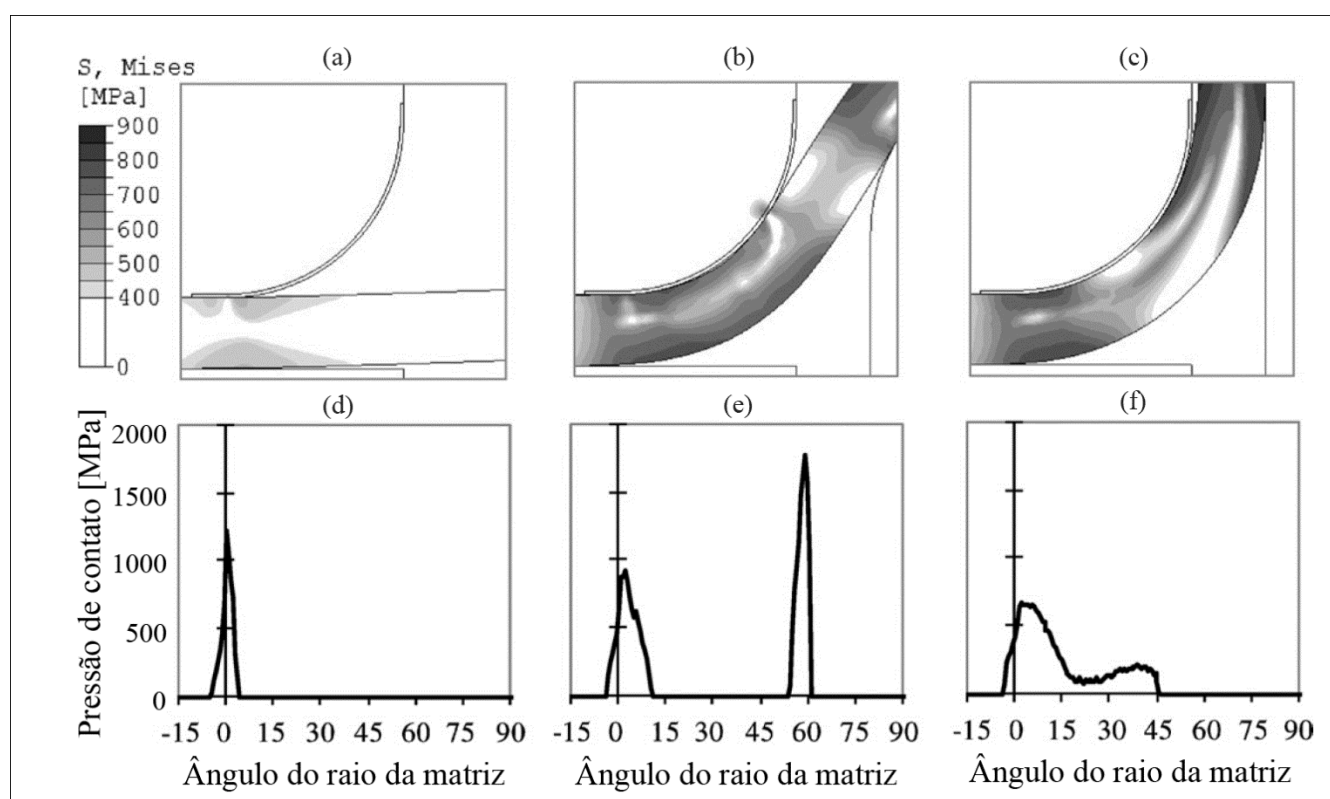 (a) (b) (c)
S, Mises
[MPa]
900
800
700
600
500
400
0
(d) (e) (f)
Pressão de contato [MPa]
2000
1500
1000
500
0
-15 0 15 30 45 60 75 90 -15 0 15 30 45 60 75 90 -15 0 15 30 45 60 75 90
Ângulo do raio da matriz Ângulo do raio da matriz Ângulo do raio da matriz